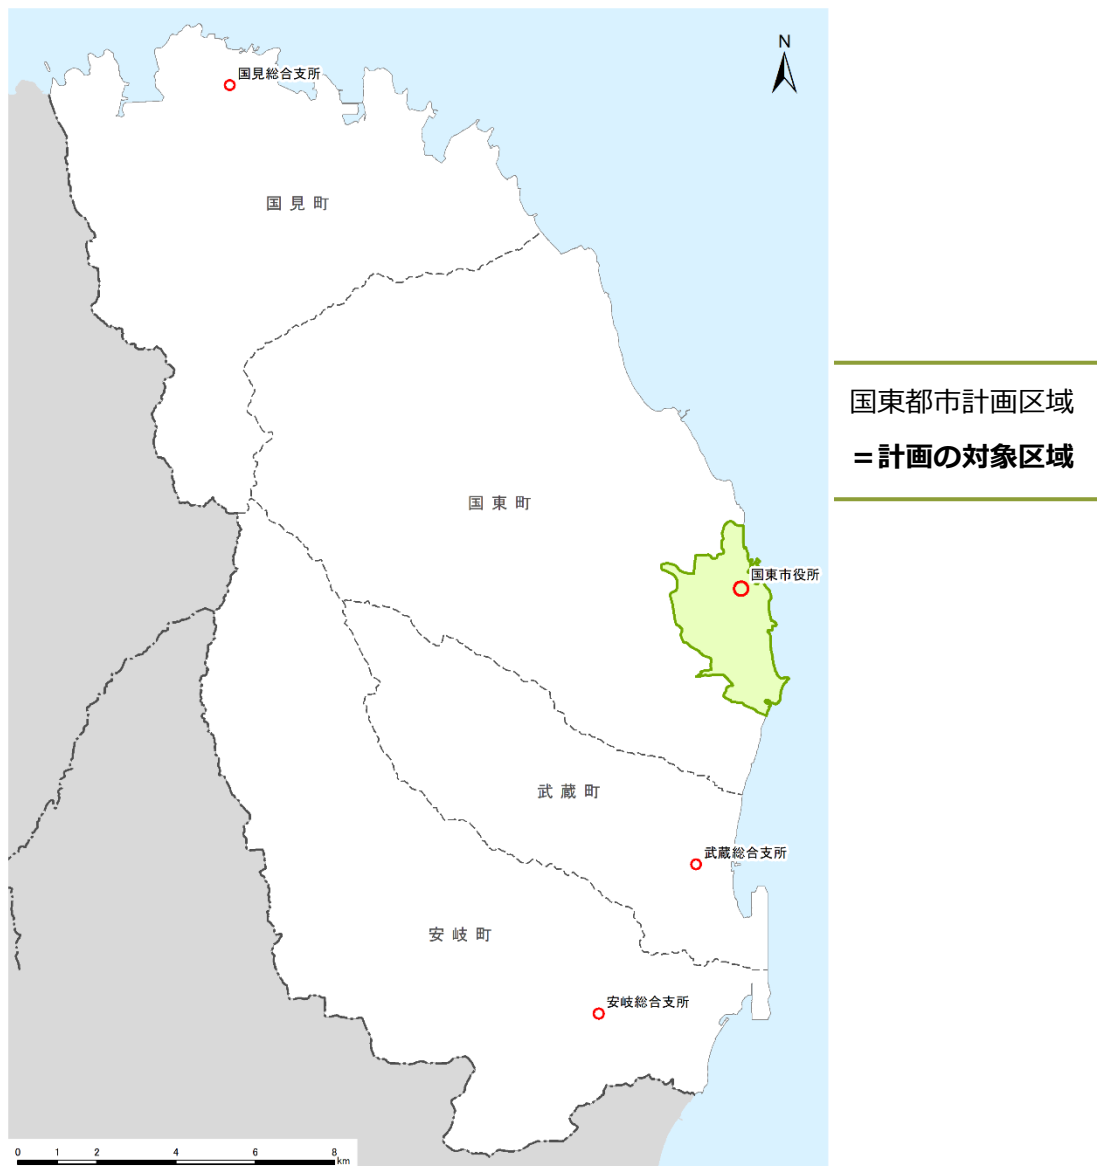 N
国見総合支所
国見町
国東都市計画区域
=計画の対象区域
国東町
国東市役所
武蔵町
武蔵総合支所
安岐町
安岐総合支所
0 1 2 4 6 8
km